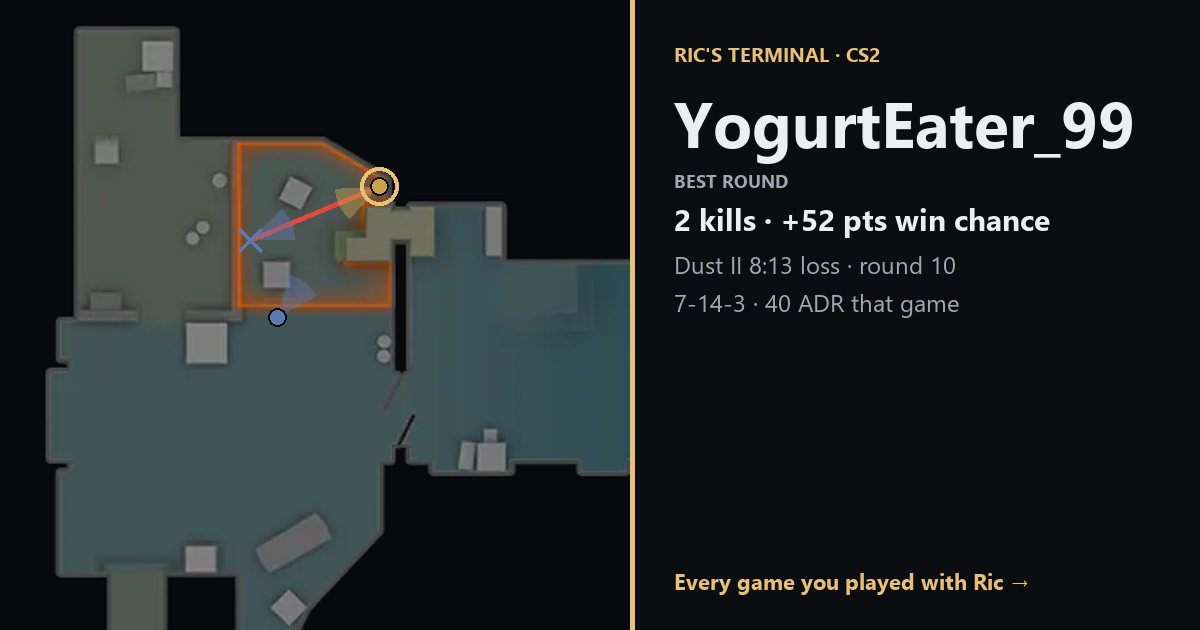 RIC'S TERMINAL · CS2
YogurtEater_99
BEST ROUND
2 kills · +52 pts win chance
Dust II 8:13 loss · round 10
7-14-3 · 40 ADR that game
Every game you played with Ric →